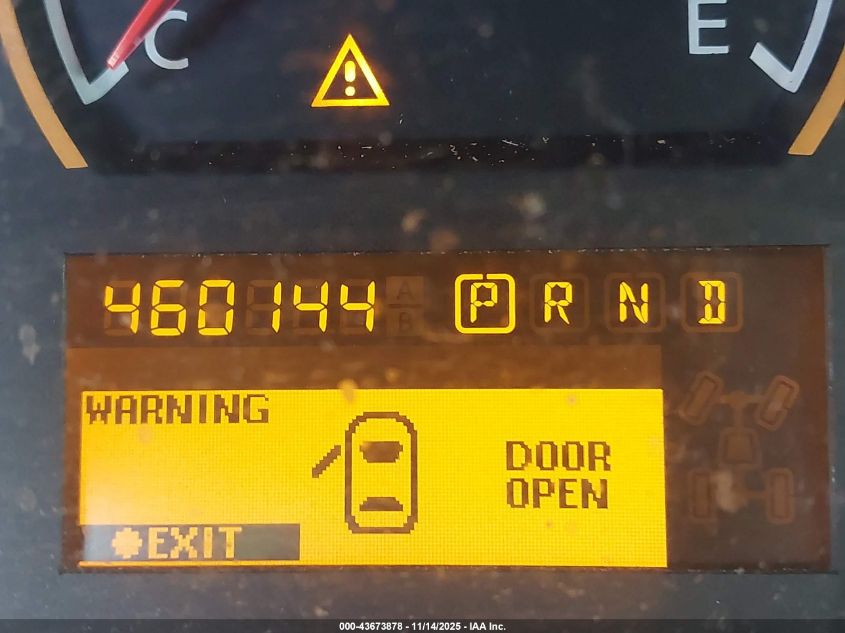 C E
460144 P R N D
WARNING
DOOR
OPEN
EXIT
000-43673878 - 11/14/2025 - IAA Inc.